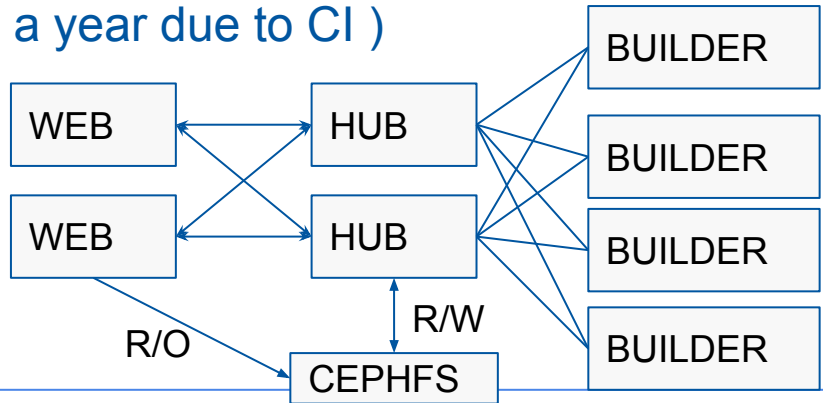 a year due to CI )
BUILDER
WEB
HUB
BUILDER
WEB
HUB
BUILDER
R/O
R/W
BUILDER
CEPHFS